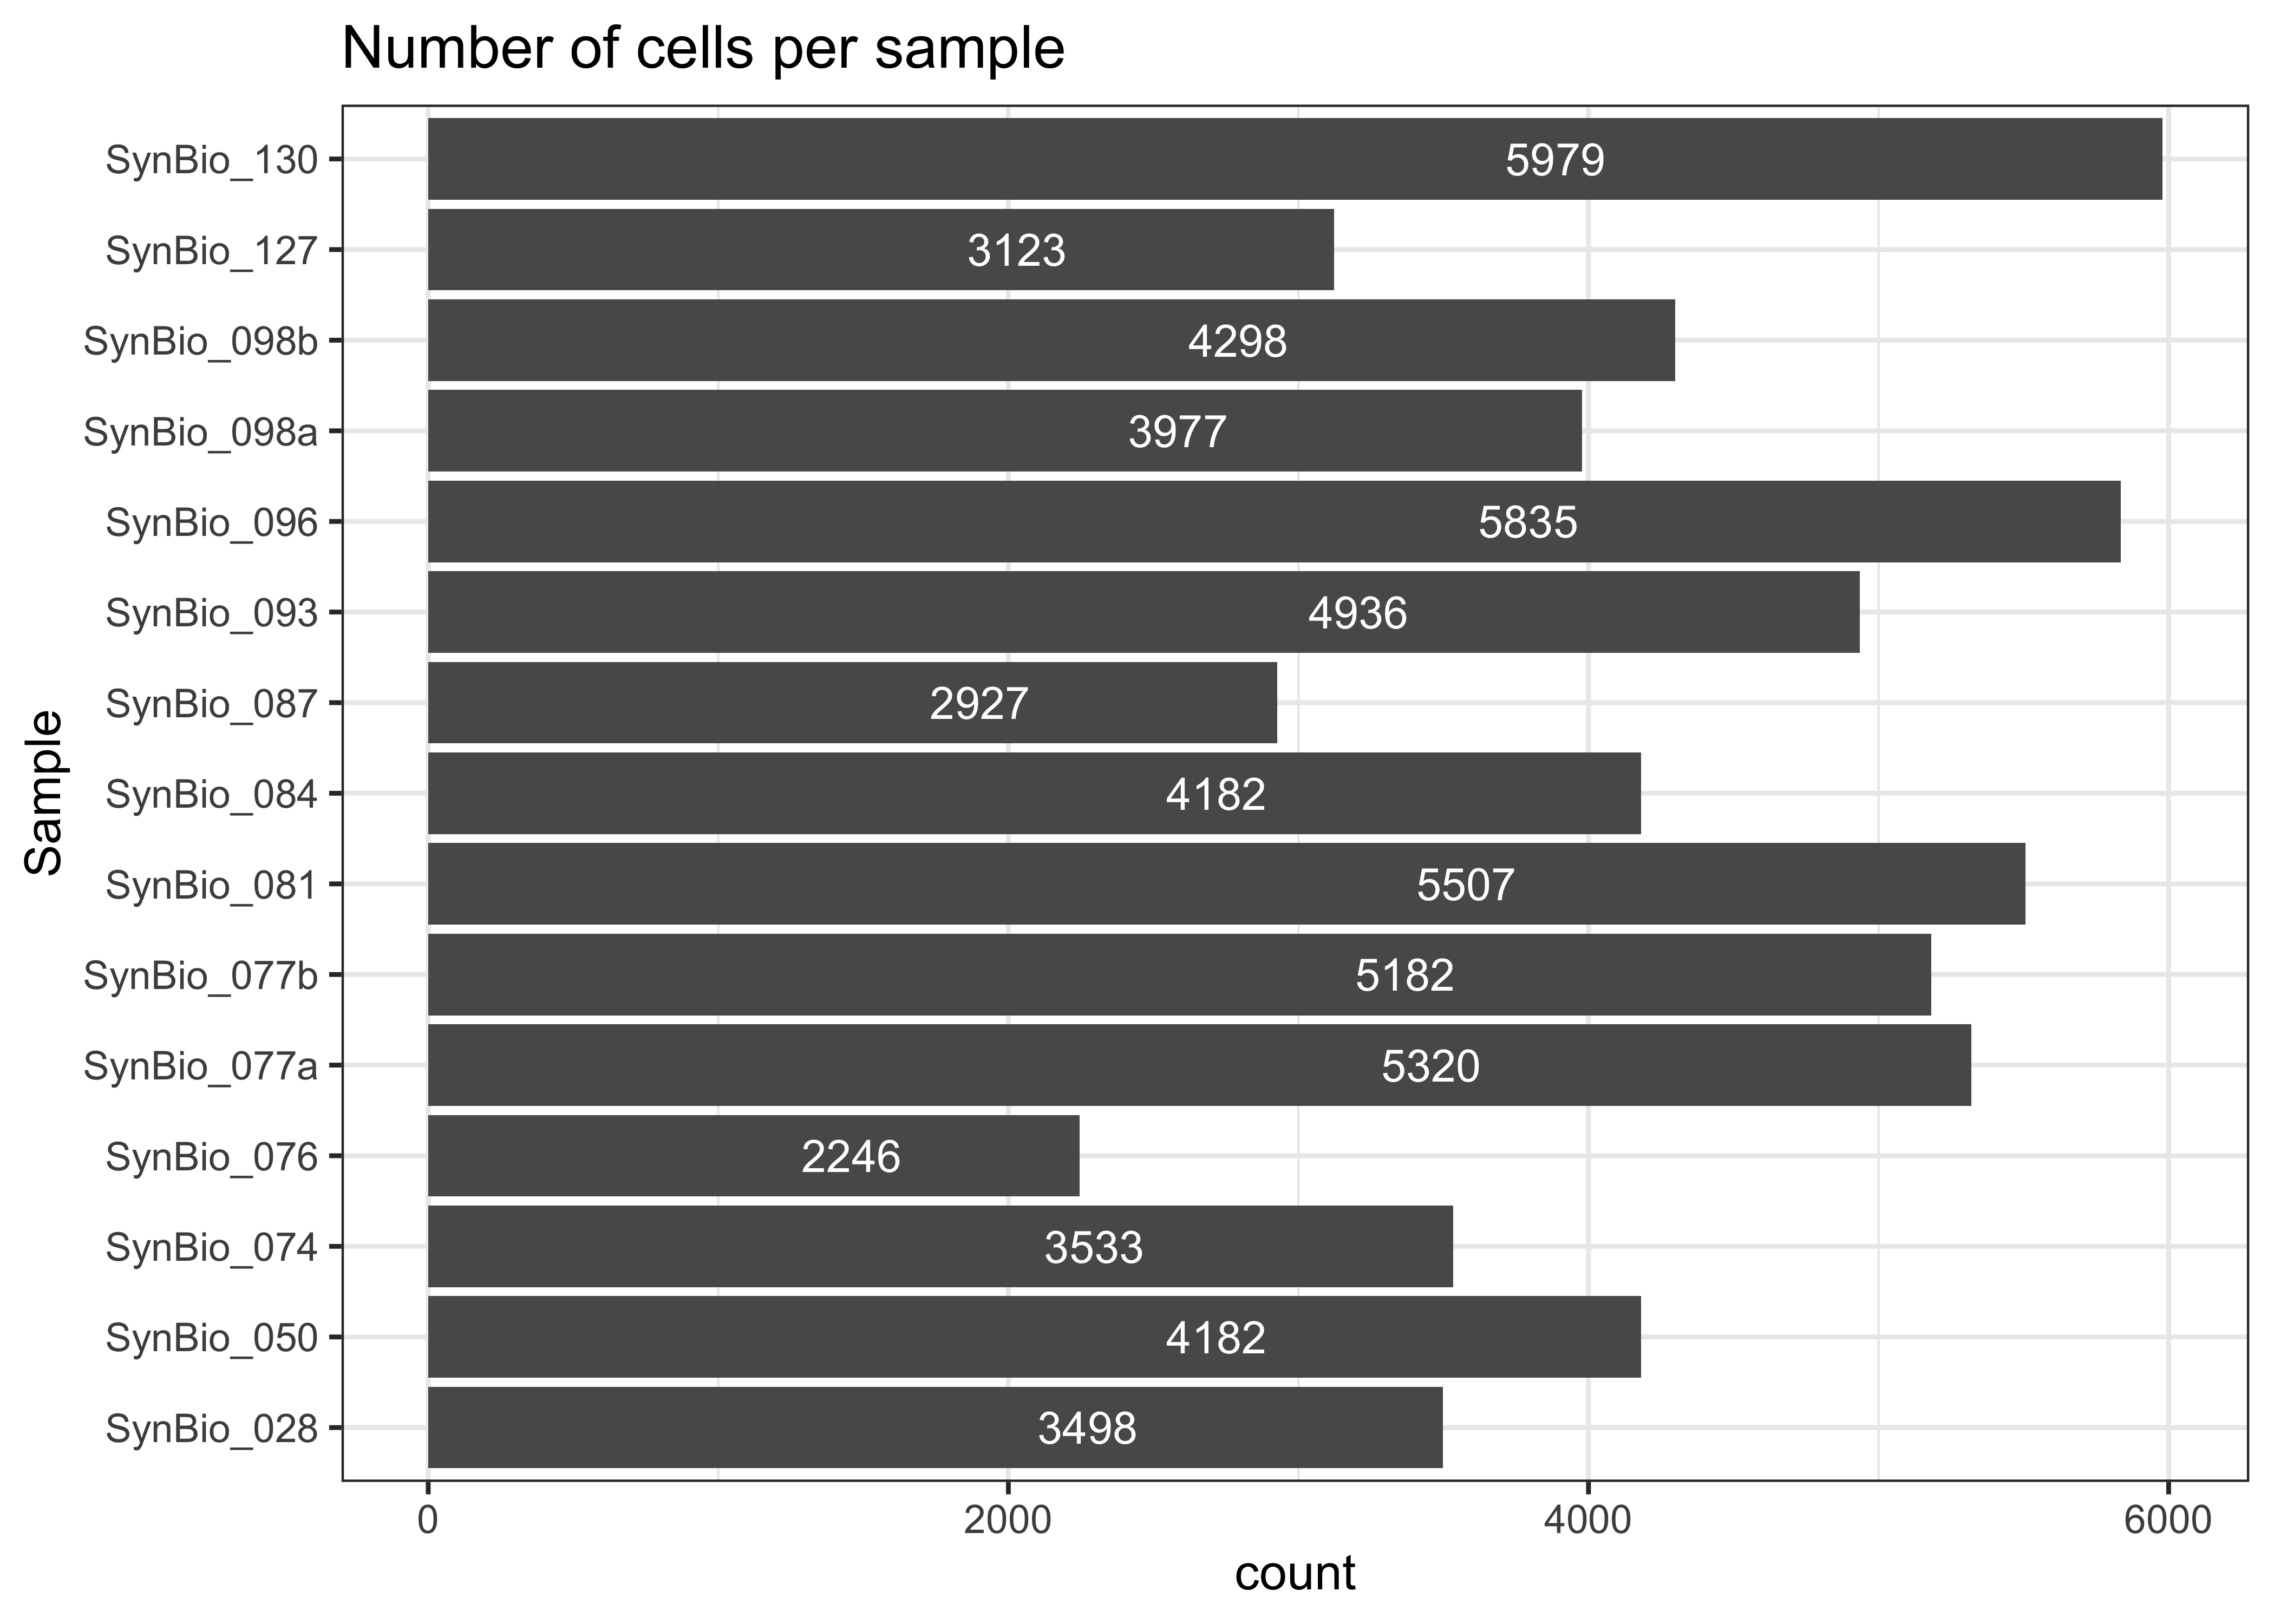 Number of cells per sample
SynBio_130 5979
SynBio_127 3123
SynBio_098b 4298
SynBio_098a 3977
SynBio_096 5835
SynBio_093 4936
SynBio_087 2927
SynBio_084 4182
SynBio_081 5507
SynBio_077b 5182
SynBio_077a 5320
SynBio_076 2246
SynBio_074 3533
SynBio_050 4182
SynBio_028 3498
Sample
0 2000 4000 6000
count